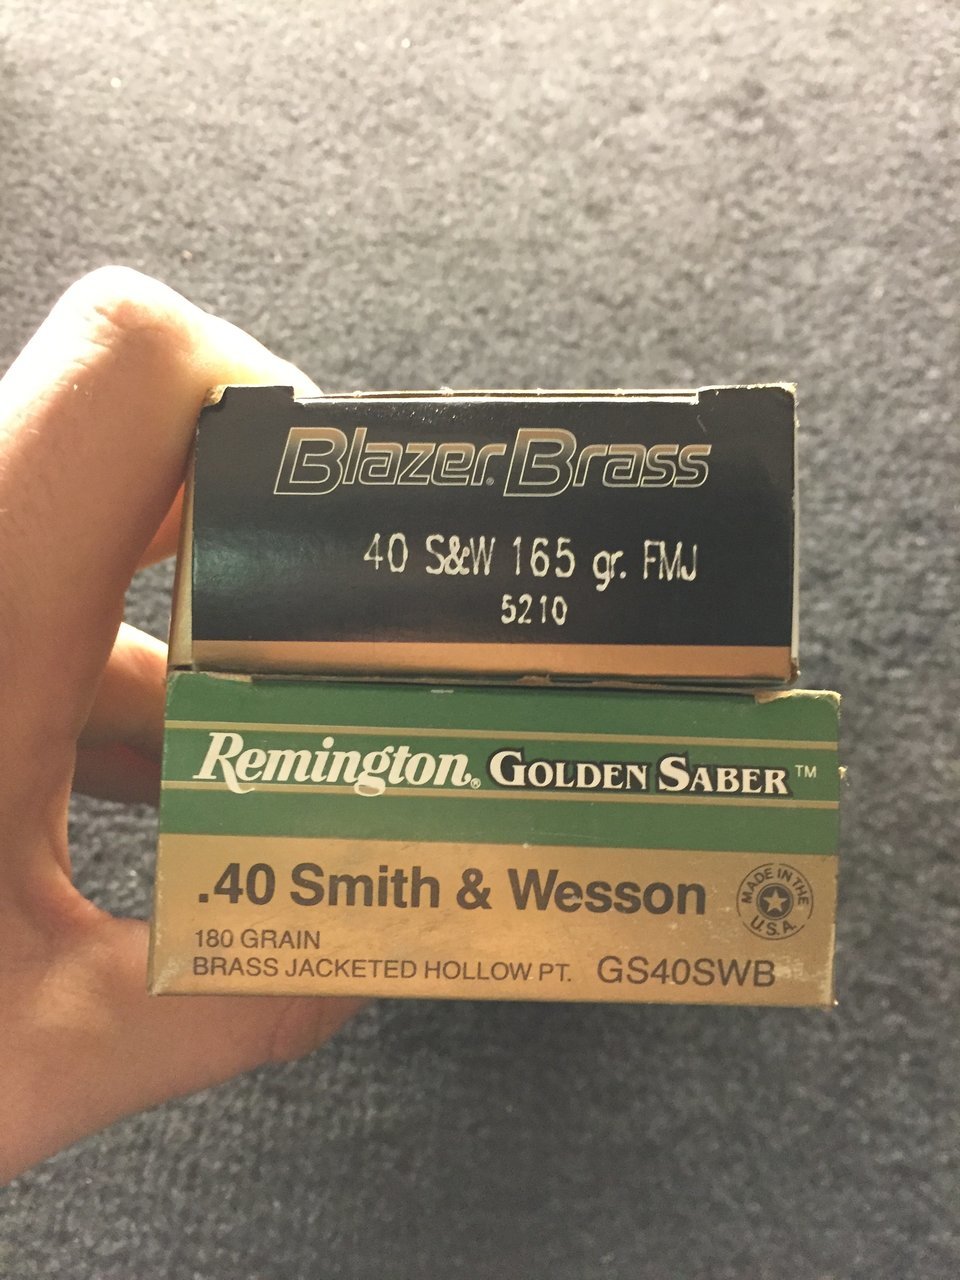 Blazer® Brass
40 S&W 165 gr. FMJ
5210
Remington® GOLDEN SABER™
.40 Smith & Wesson
MADE IN THE U.S.A.
180 GRAIN
BRASS JACKETED HOLLOW PT. GS40SWB